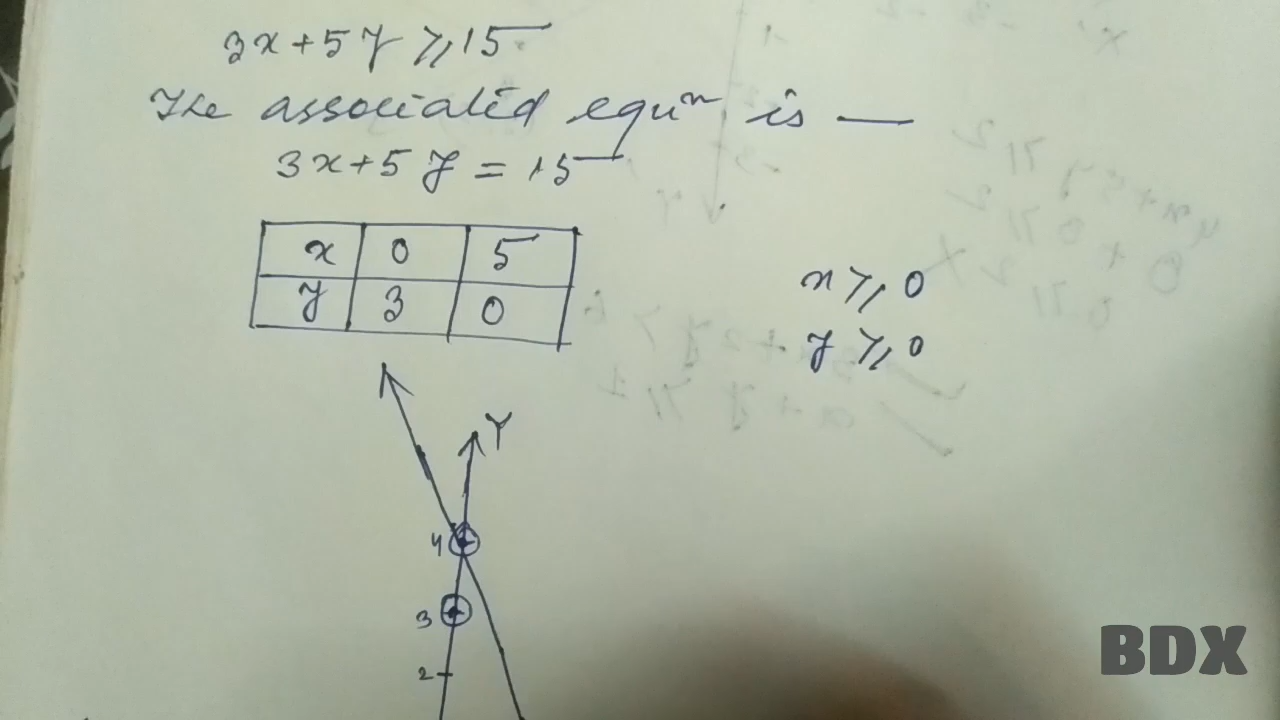 3x+5y ⩾ 15
The associated equⁿ is —
3x+5y = 15
x 0 5
y 3 0
x ⩾ 0
y ⩾ 0
Y
4
3
2
BDX